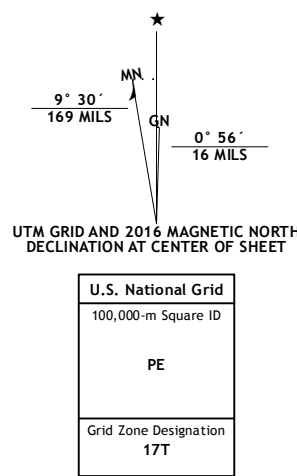 ★
MN
GN
9° 30´
169 MILS
0° 56´
16 MILS
UTM GRID AND 2016 MAGNETIC NORTH
DECLINATION AT CENTER OF SHEET
U.S. National Grid
100,000-m Square ID
PE
Grid Zone Designation
17T